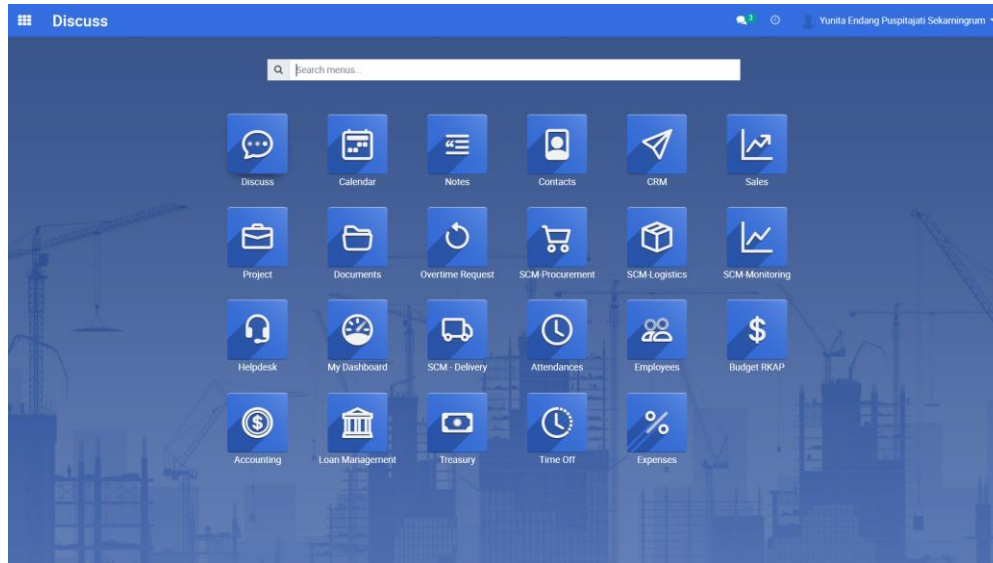 Discuss
3
Yunita Endang Puspitajati Sekarningrum
Search menus...
Discuss
Calendar
Notes
Contacts
CRM
Sales
Project
Documents
Overtime Request
SCM-Procurement
SCM-Logistics
SCM-Monitoring
Helpdesk
My Dashboard
SCM - Delivery
Attendances
Employees
Budget RKAP
Accounting
Loan Management
Treasury
Time Off
Expenses